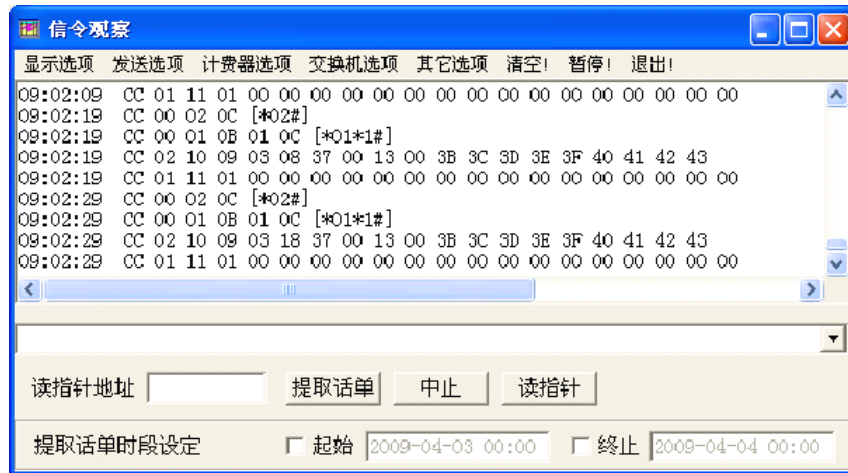 信令观察
显示选项 发送选项 计费器选项 交换机选项 其它选项 清空! 暂停! 退出!
09:02:09 CC 01 11 01 00 00 00 00 00 00 00 00 00 00 00 00 00 00 00
09:02:19 CC 00 02 0C [*02#]
09:02:19 CC 00 01 0B 01 0C [*01*1#]
09:02:19 CC 02 10 09 03 08 37 00 13 00 3B 3C 3D 3E 3F 40 41 42 43
09:02:19 CC 01 11 01 00 00 00 00 00 00 00 00 00 00 00 00 00 00 00
09:02:29 CC 00 02 0C [*02#]
09:02:29 CC 00 01 0B 01 0C [*01*1#]
09:02:29 CC 02 10 09 03 18 37 00 13 00 3B 3C 3D 3E 3F 40 41 42 43
09:02:29 CC 01 11 01 00 00 00 00 00 00 00 00 00 00 00 00 00 00 00
读指针地址 提取话单 中止 读指针
提取话单时段设定 起始 2009-04-03 00:00 终止 2009-04-04 00:00